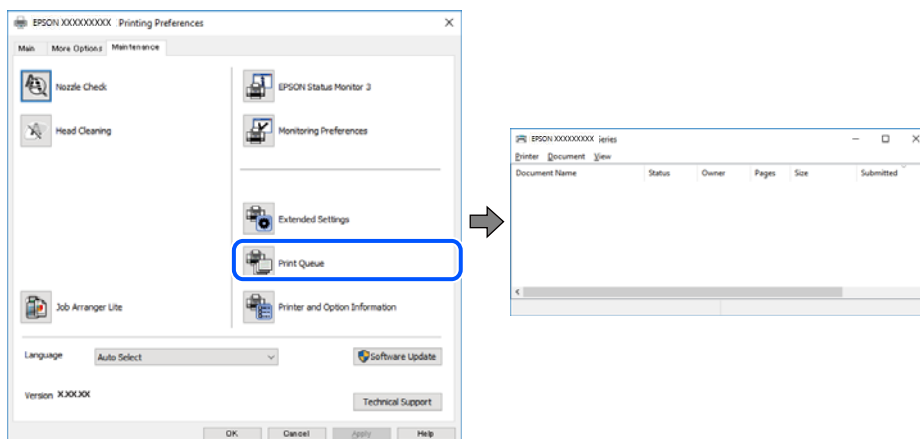 EPSON XXXXXXXXX Printing Preferences
Main More Options Maintenance
Nozzle Check
EPSON Status Monitor 3
Head Cleaning
Monitoring Preferences
Extended Settings
Print Queue
Job Arranger Lite
Printer and Option Information
Language Auto Select
Software Update
Version X.XX.XX
Technical Support
OK Cancel Apply Help
EPSON XXXXXXXXX ieries
Printer Document View
Document Name Status Owner Pages Size Submitted